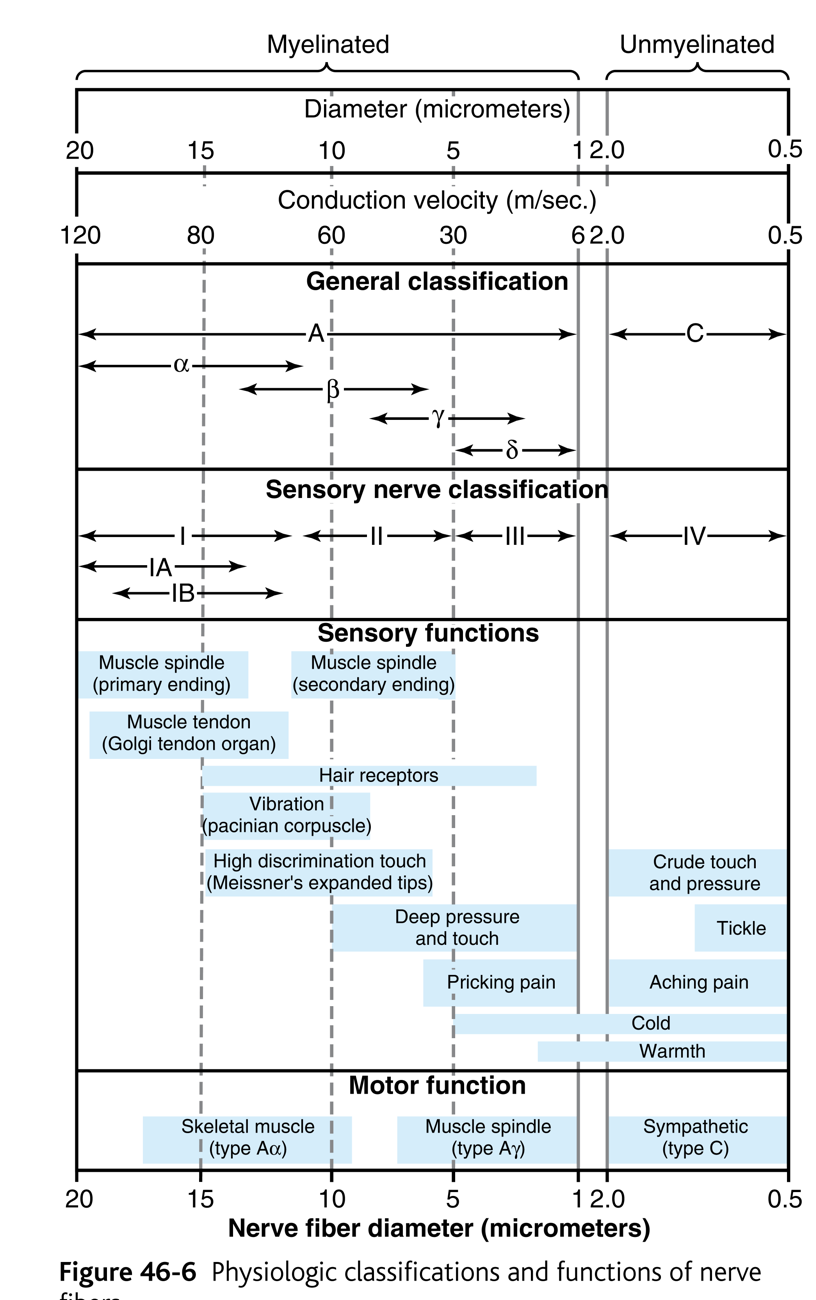 Myelinated Unmyelinated
Diameter (micrometers)
20 15 10 5 1 2.0 0.5
Conduction velocity (m/sec.)
120 80 60 30 6 2.0 0.5
General classification
A C
α
β
γ
δ
Sensory nerve classification
I II III IV
IA
IB
Sensory functions
Muscle spindle Muscle spindle
(primary ending) (secondary ending)
Muscle tendon
(Golgi tendon organ)
Hair receptors
Vibration
(pacinian corpuscle)
High discrimination touch Crude touch
(Meissner's expanded tips) and pressure
Deep pressure
and touch
Tickle
Pricking pain Aching pain
Cold
Warmth
Motor function
Skeletal muscle Muscle spindle Sympathetic
(type Aα) (type Aγ) (type C)
20 15 10 5 1 2.0 0.5
Nerve fiber diameter (micrometers)
Figure 46-6 Physiologic classifications and functions of nerve